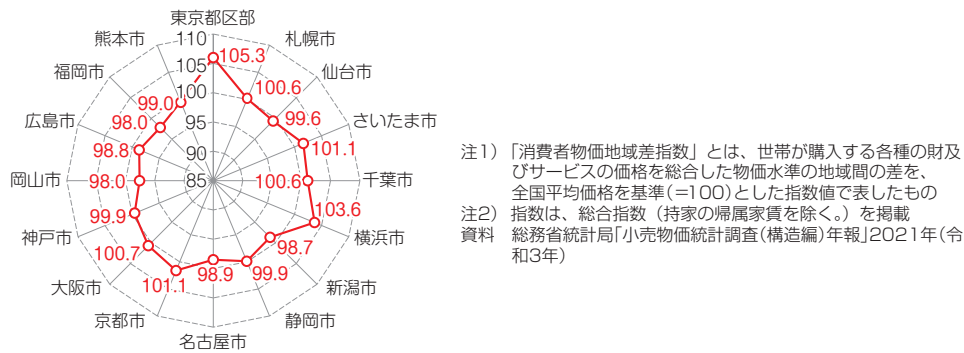 東京都区部
110
熊本市
札幌市
105
105.3
福岡市
仙台市
100
100.6
99.0
広島市
98.0
95
99.6
さいたま市
98.8
90
101.1
岡山市
98.0
85
100.6
千葉市
99.9
103.6
神戸市
100.7
98.7
横浜市
大阪市
101.1
98.9
99.9
新潟市
京都市
静岡市
名古屋市
注1) 「消費者物価地域差指数」とは、世帯が購入する各種の財及
びサービスの価格を総合した物価水準の地域間の差を、
全国平均価格を基準(=100)とした指数値で表したもの
注2) 指数は、総合指数(持家の帰属家賃を除く。)を掲載
資料 総務省統計局「小売物価統計調査(構造編)年報」2021年(令
和3年)